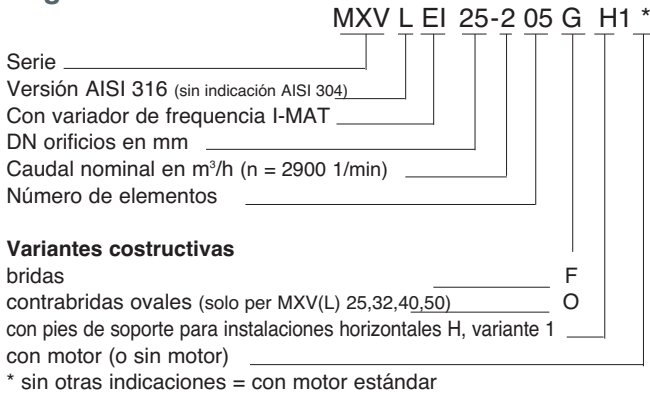 MXV L EI 25-2 05 G H1 *
Serie
Versión AISI 316 (sin indicación AISI 304)
Con variador de frecuencia I-MAT
DN orificios en mm
Caudal nominal en m³/h (n = 2900 1/min)
Número de elementos
Variantes costructivas
bridas F
contrabridas ovales (solo per MXV(L) 25,32,40,50) O
con pies de soporte para instalaciones horizontales H, variante 1
con motor (o sin motor)
* sin otras indicaciones = con motor estándar